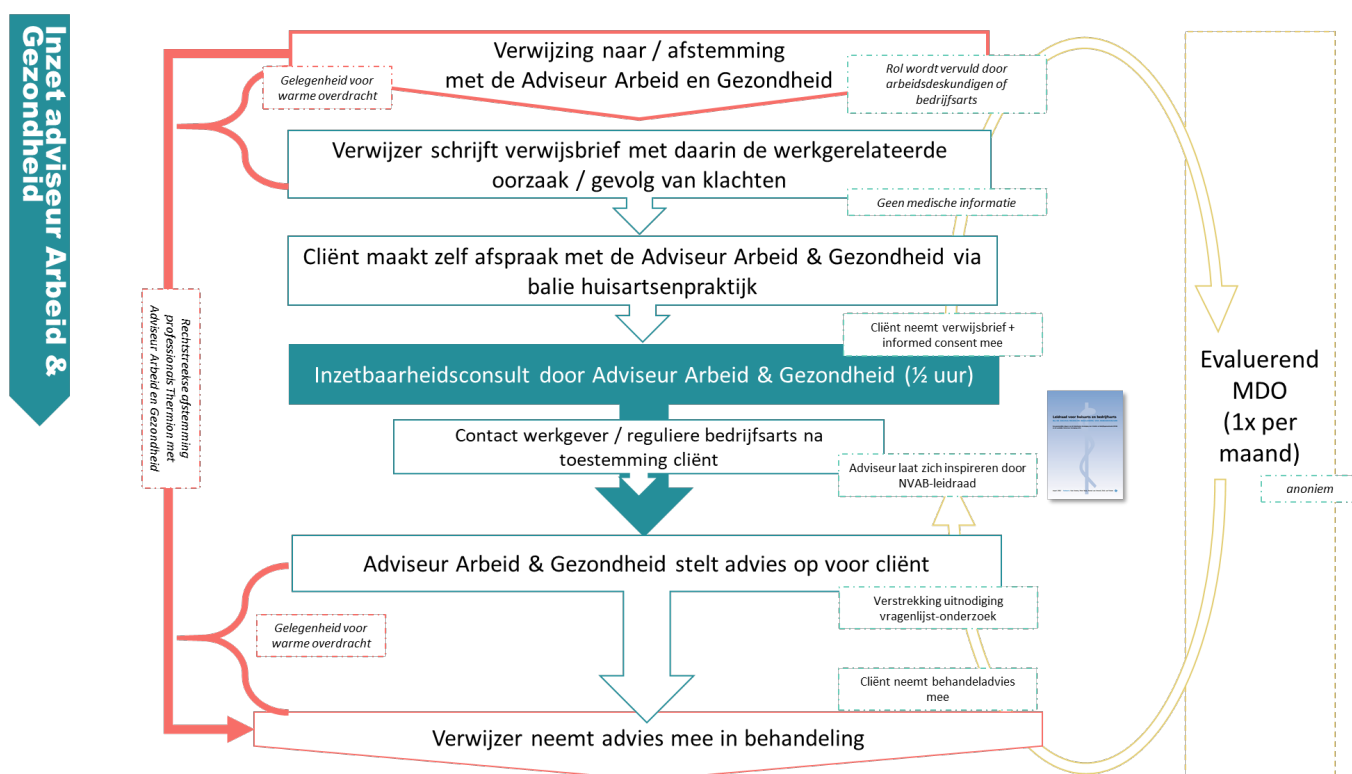 Inzet adviseur Arbeid &
Gezondheid
Verwijzing naar / afstemming
met de Adviseur Arbeid en Gezondheid
Gelegenheid voor
warme overdracht
Rol wordt vervuld door
arbeidsdeskundigen of
bedrijfsarts
Verwijzer schrijft verwijsbrief met daarin de werkgerelateerde
oorzaak / gevolg van klachten
Geen medische informatie
Cliënt maakt zelf afspraak met de Adviseur Arbeid & Gezondheid via
balie huisartsenpraktijk
Rechtstreekse afstemming
professionals Thermion met
Adviseur Arbeid en Gezondheid
Cliënt neemt verwijsbrief +
informed consent mee
Inzetbaarheidsconsult door Adviseur Arbeid & Gezondheid (½ uur)
Evaluerend
MDO
(1x per
maand)
anoniem
Contact werkgever / reguliere bedrijfsarts na
toestemming cliënt
Adviseur laat zich inspireren door
NVAB-leidraad
Leidraad voor huisarts en bedrijfsarts
Adviseur Arbeid & Gezondheid stelt advies op voor cliënt
Verstrekking uitnodiging
vragenlijst-onderzoek
Gelegenheid voor
warme overdracht
Cliënt neemt behandeladvies
mee
Verwijzer neemt advies mee in behandeling